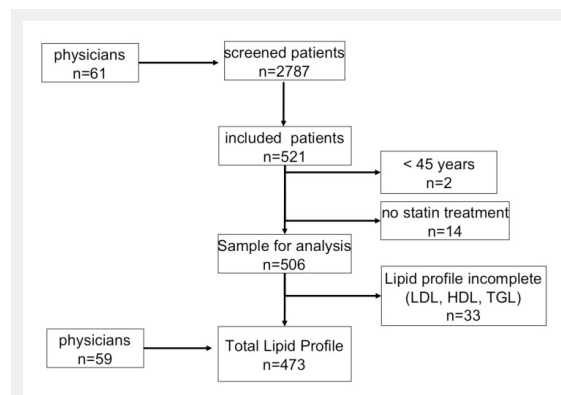 physicians
n=61
screened patients
n=2787
included patients
n=521
< 45 years
n=2
no statin treatment
n=14
Sample for analysis
n=506
Lipid profile incomplete
(LDL, HDL, TGL)
n=33
physicians
n=59
Total Lipid Profile
n=473